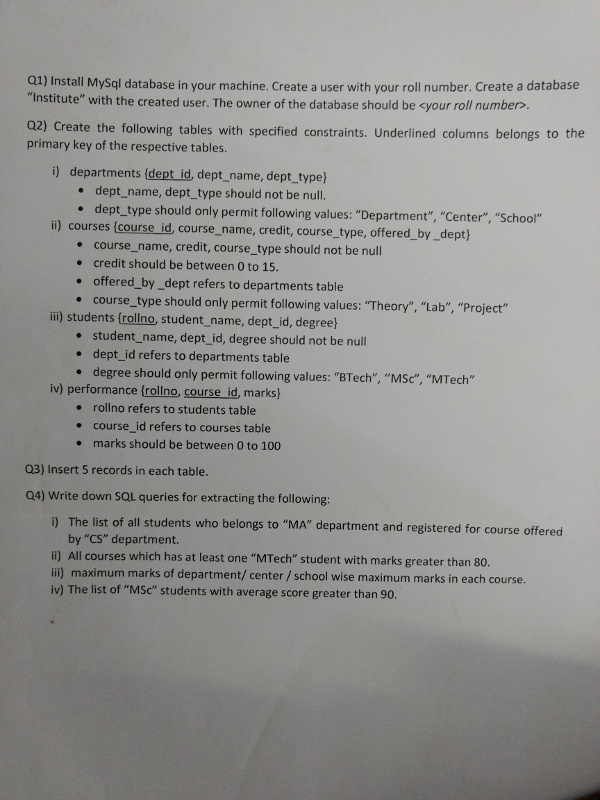 Q1) Install MySql database in your machine. Create a user with your roll number. Create a database
"Institute" with the created user. The owner of the database should be <your roll number>.
Q2) Create the following tables with specified constraints. Underlined columns belongs to the
primary key of the respective tables.
i) departments {dept_id, dept_name, dept_type}
• dept_name, dept_type should not be null.
• dept_type should only permit following values: "Department", "Center", "School"
ii) courses {course_id, course_name, credit, course_type, offered_by_dept}
• course_name, credit, course_type should not be null
• credit should be between 0 to 15.
• offered_by_dept refers to departments table
• course_type should only permit following values: "Theory", "Lab", "Project"
iii) students {rollno, student_name, dept_id, degree}
• student_name, dept_id, degree should not be null
• dept_id refers to departments table
• degree should only permit following values: "BTech", "MSc", "MTech"
iv) performance {rollno, course_id, marks}
• rollno refers to students table
• course_id refers to courses table
• marks should be between 0 to 100
Q3) Insert 5 records in each table.
Q4) Write down SQL queries for extracting the following:
i) The list of all students who belongs to "MA" department and registered for course offered
by "CS" department.
ii) All courses which has at least one "MTech" student with marks greater than 80.
iii) maximum marks of department/ center / school wise maximum marks in each course.
iv) The list of "MSc" students with average score greater than 90.